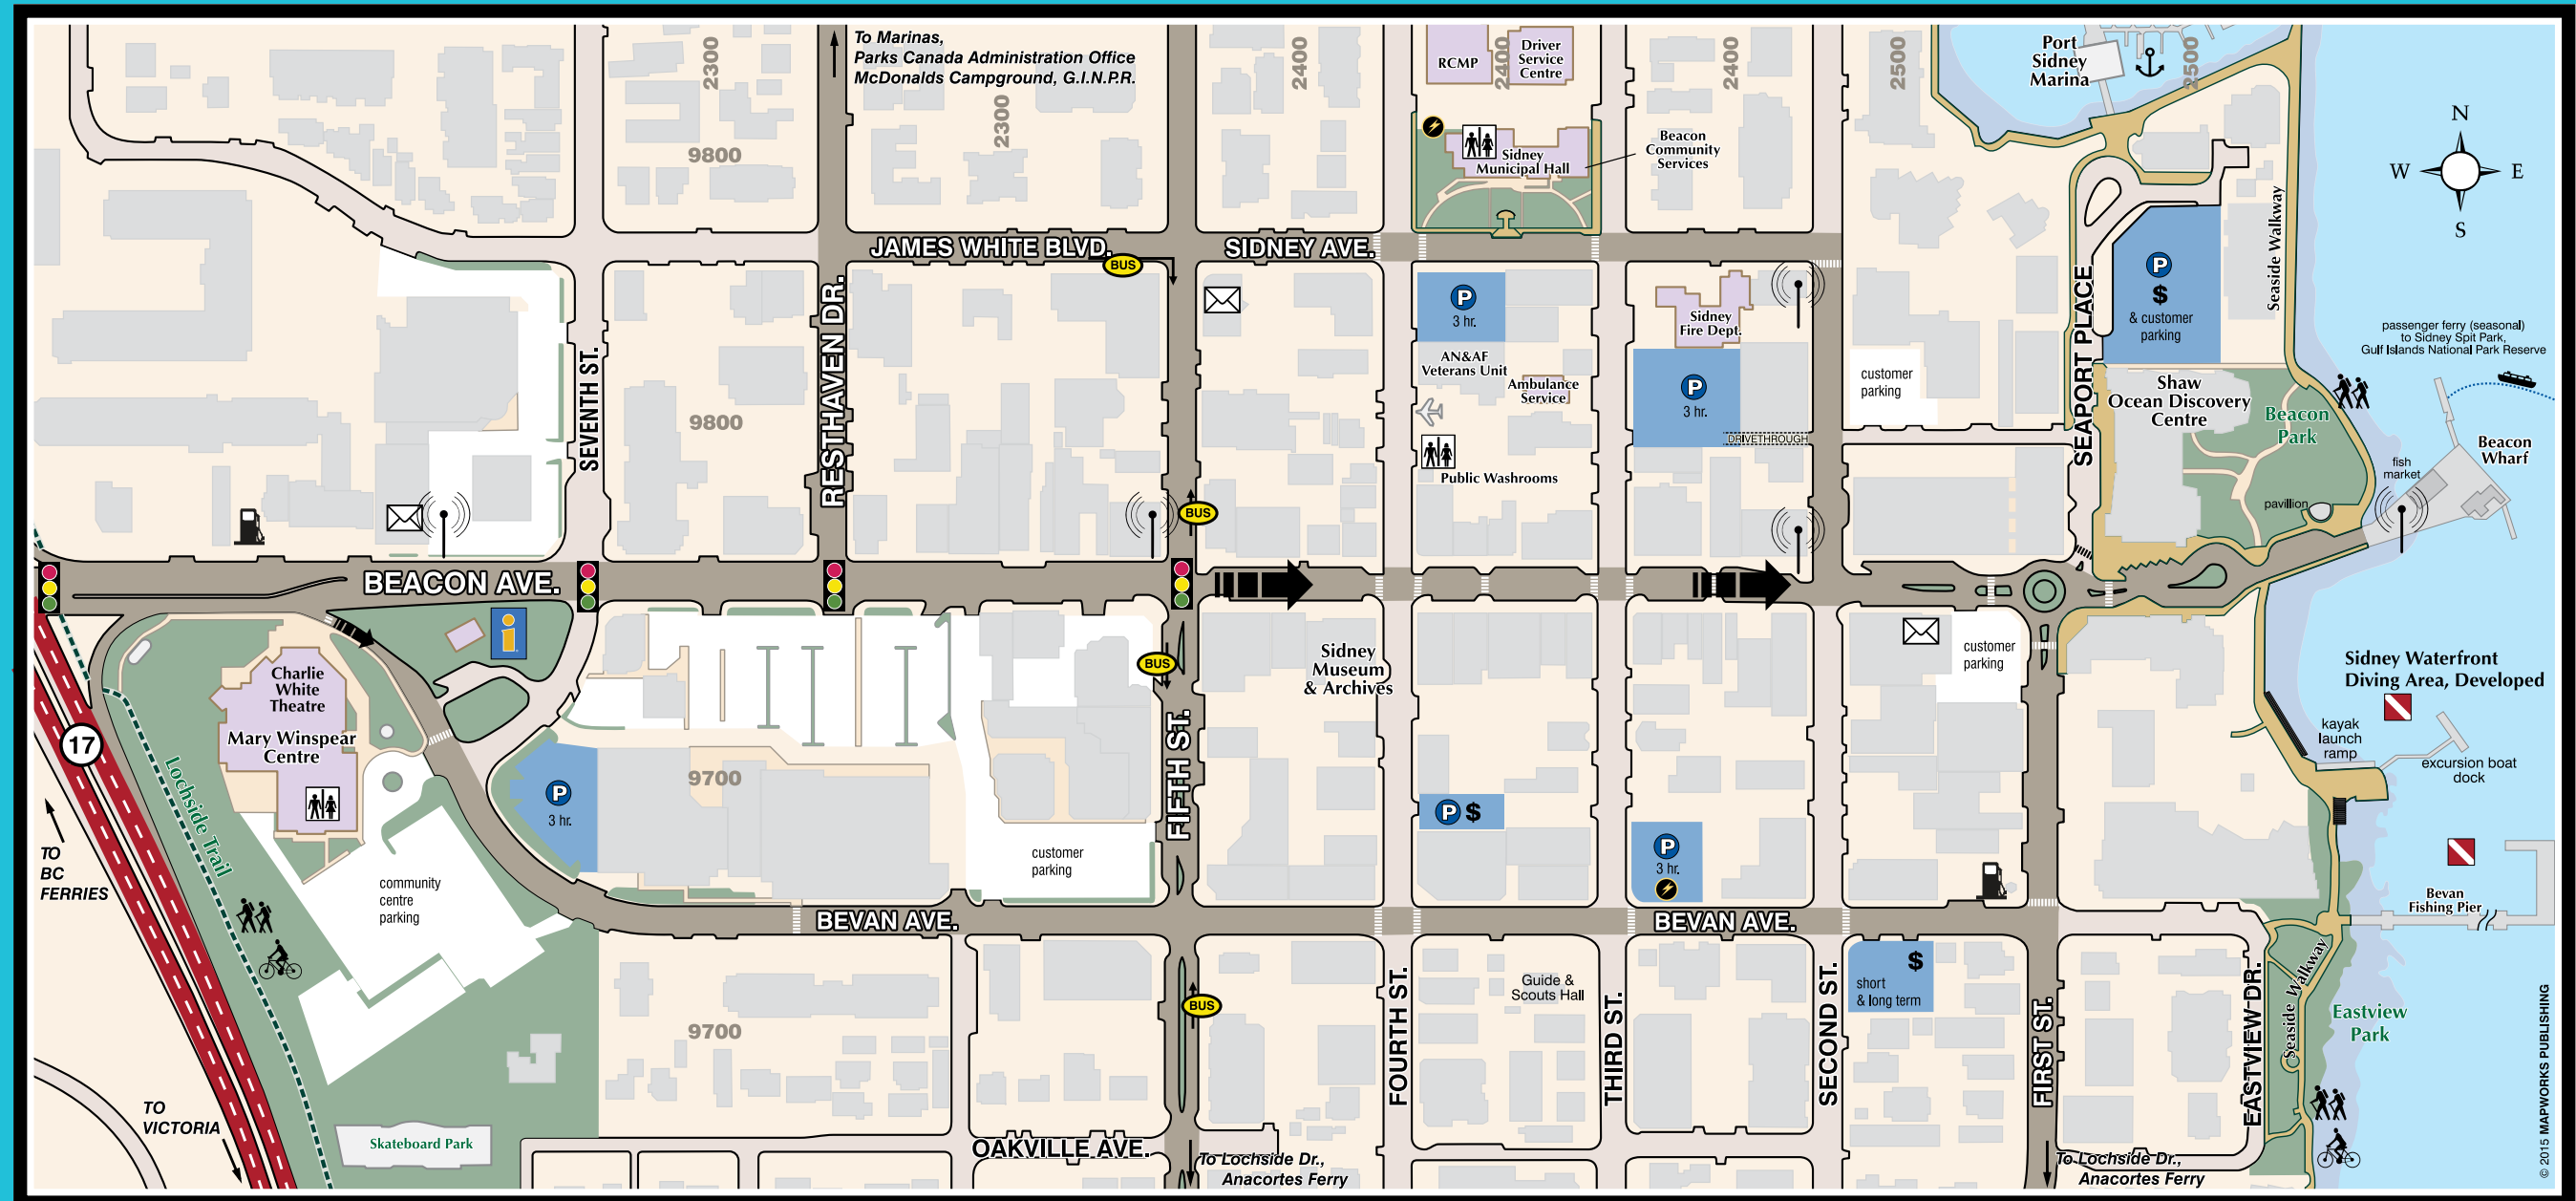 To Marinas,
Parks Canada Administration Office
McDonalds Campground, G.I.N.P.R.
2300
2300
9800
2400
RCMP
2400
Driver
Service
Centre
Sidney
Municipal Hall
Beacon
Community
Services
2400
2500
Port
Sidney
Marina
2500
N
W
E
S
JAMES WHITE BLVD.
BUS
SIDNEY AVE.
SEVENTH ST.
9800
RESTHAVEN DR.
P
3 hr.
AN&AF
Veterans Unit
Ambulance
Service
Public Washrooms
Sidney
Fire Dept.
P
3 hr.
DRIVETHROUGH
customer
parking
SEAPORT PLACE
P
$
& customer
parking
Seaside Walkway
passenger ferry (seasonal)
to Sidney Spit Park,
Gulf Islands National Park Reserve
Shaw
Ocean Discovery
Centre
Beacon
Park
Beacon
Wharf
fish
market
pavillion
BUS
BEACON AVE.
i
Charlie
White
Theatre
Mary Winspear
Centre
17
Lochside Trail
TO
BC
FERRIES
community
centre
parking
P
3 hr.
9700
customer
parking
BUS
FIFTH ST.
Sidney
Museum
& Archives
P $
P
3 hr.
customer
parking
Sidney Waterfront
Diving Area, Developed
kayak
launch
ramp
excursion boat
dock
Bevan
Fishing Pier
BEVAN AVE.
BEVAN AVE.
9700
BUS
FOURTH ST.
Guide &
Scouts Hall
THIRD ST.
SECOND ST.
$
short
& long term
FIRST ST.
EASTVIEW DR.
Seaside Walkway
Eastview
Park
TO
VICTORIA
Skateboard Park
OAKVILLE AVE.
To Lochside Dr.,
Anacortes Ferry
To Lochside Dr.,
Anacortes Ferry
© 2015 MAPWORKS PUBLISHING